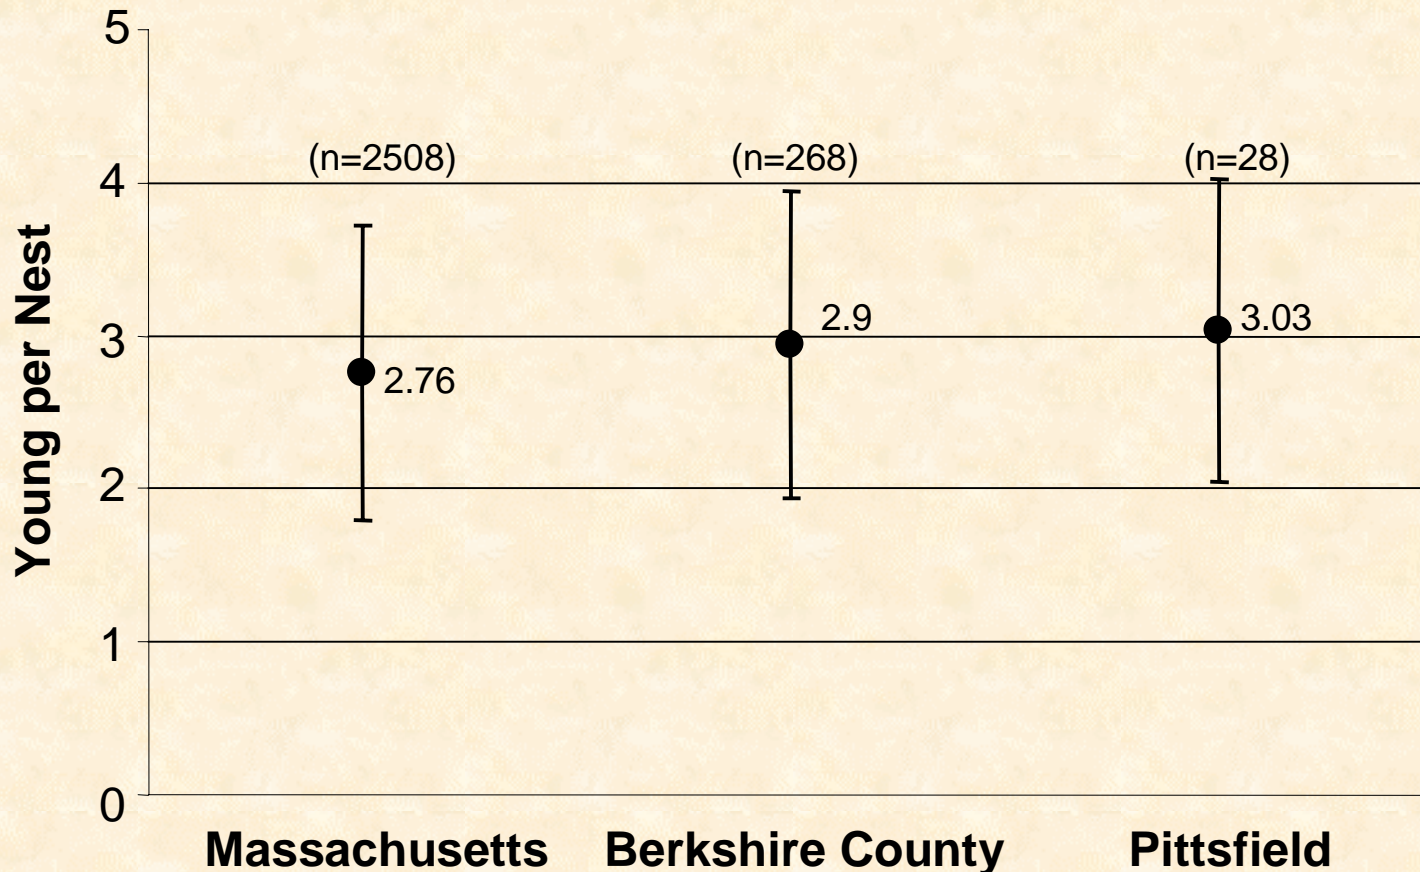 Young per Nest
5
4
3
2
1
0
(n=2508)
(n=268)
(n=28)
2.76
2.9
3.03
Massachusetts
Berkshire County
Pittsfield